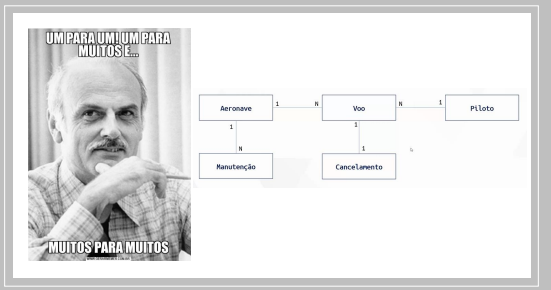 UM PARA UM! UM PARA
MUITOS E...
MUITOS PARA MUITOS
Aeronave
1
N
Voo
N
1
Piloto
1
N
1
1
Manutenção
Cancelamento